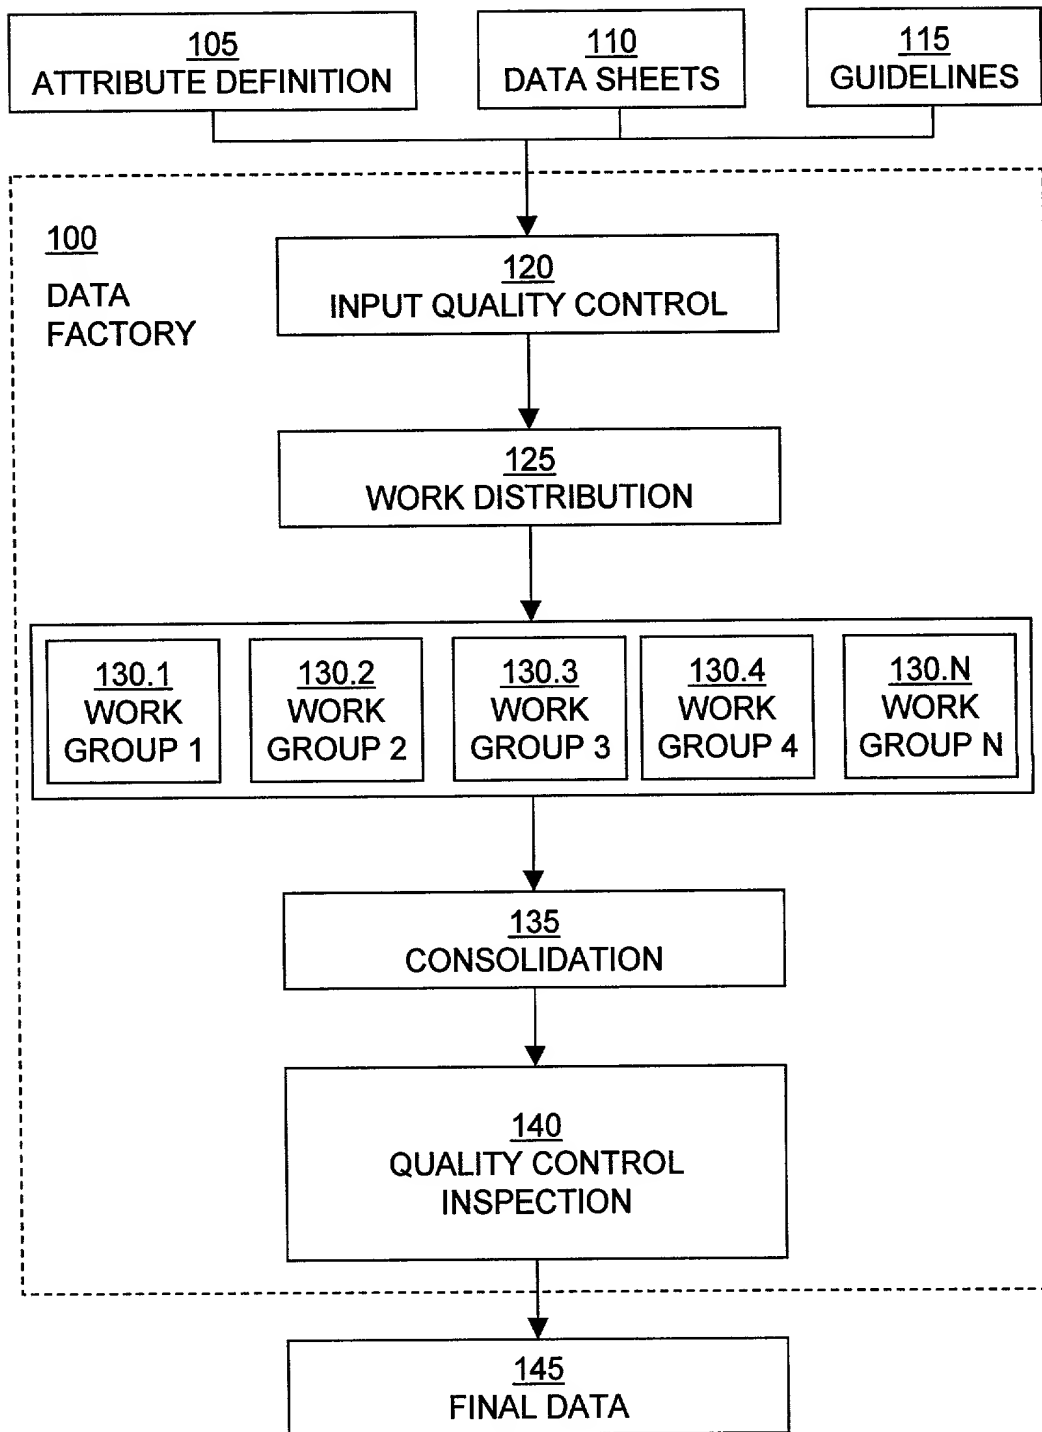 105
ATTRIBUTE DEFINITION
110
DATA SHEETS
115
GUIDELINES
100
DATA
FACTORY
120
INPUT QUALITY CONTROL
125
WORK DISTRIBUTION
130.1
WORK
GROUP 1
130.2
WORK
GROUP 2
130.3
WORK
GROUP 3
130.4
WORK
GROUP 4
130.N
WORK
GROUP N
135
CONSOLIDATION
140
QUALITY CONTROL
INSPECTION
145
FINAL DATA